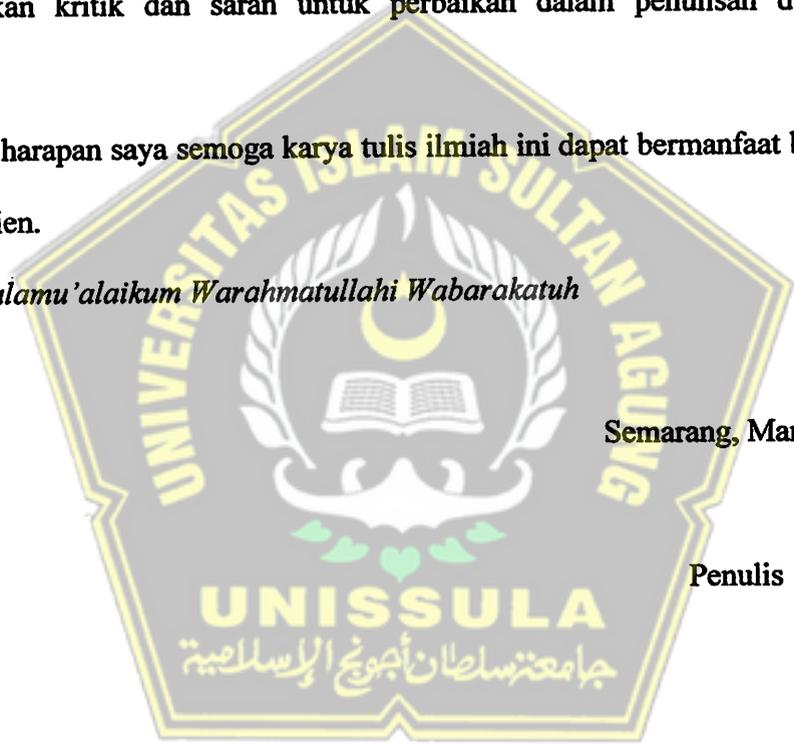 kan kritik dan saran untuk perbaikan dalam penulisan d
harapan saya semoga karya tulis ilmiah ini dapat bermanfaat b
ien.
alamu'alaikum Warahmatullahi Wabarakatuh
Semarang, Mar
Penulis
UNIVERSITAS ISLAM SULTAN AGUNG
UNISSULA
جامعة سلطان أجونج الإسلامية